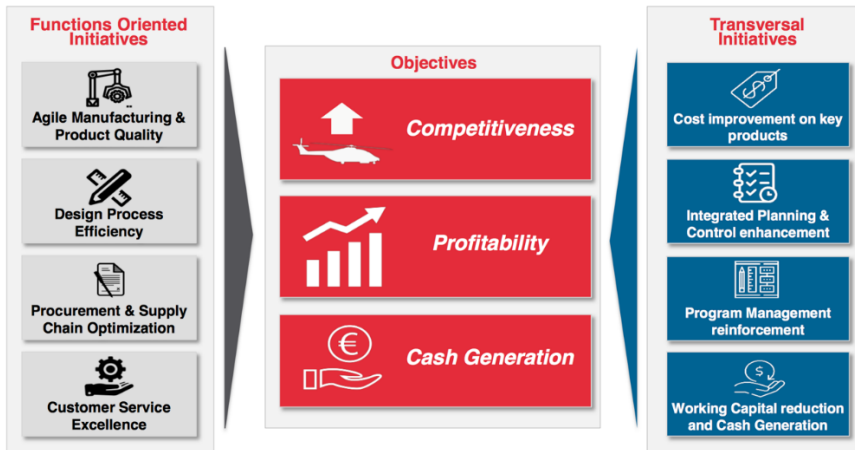 Functions Oriented
Initiatives
Agile Manufacturing &
Product Quality
Design Process
Efficiency
Procurement & Supply
Chain Optimization
Customer Service
Excellence
Objectives
Competitiveness
Profitability
€
Cash Generation
Transversal
Initiatives
$
Cost improvement on key
products
Integrated Planning &
Control enhancement
Program Management
reinforcement
$
Working Capital reduction
and Cash Generation